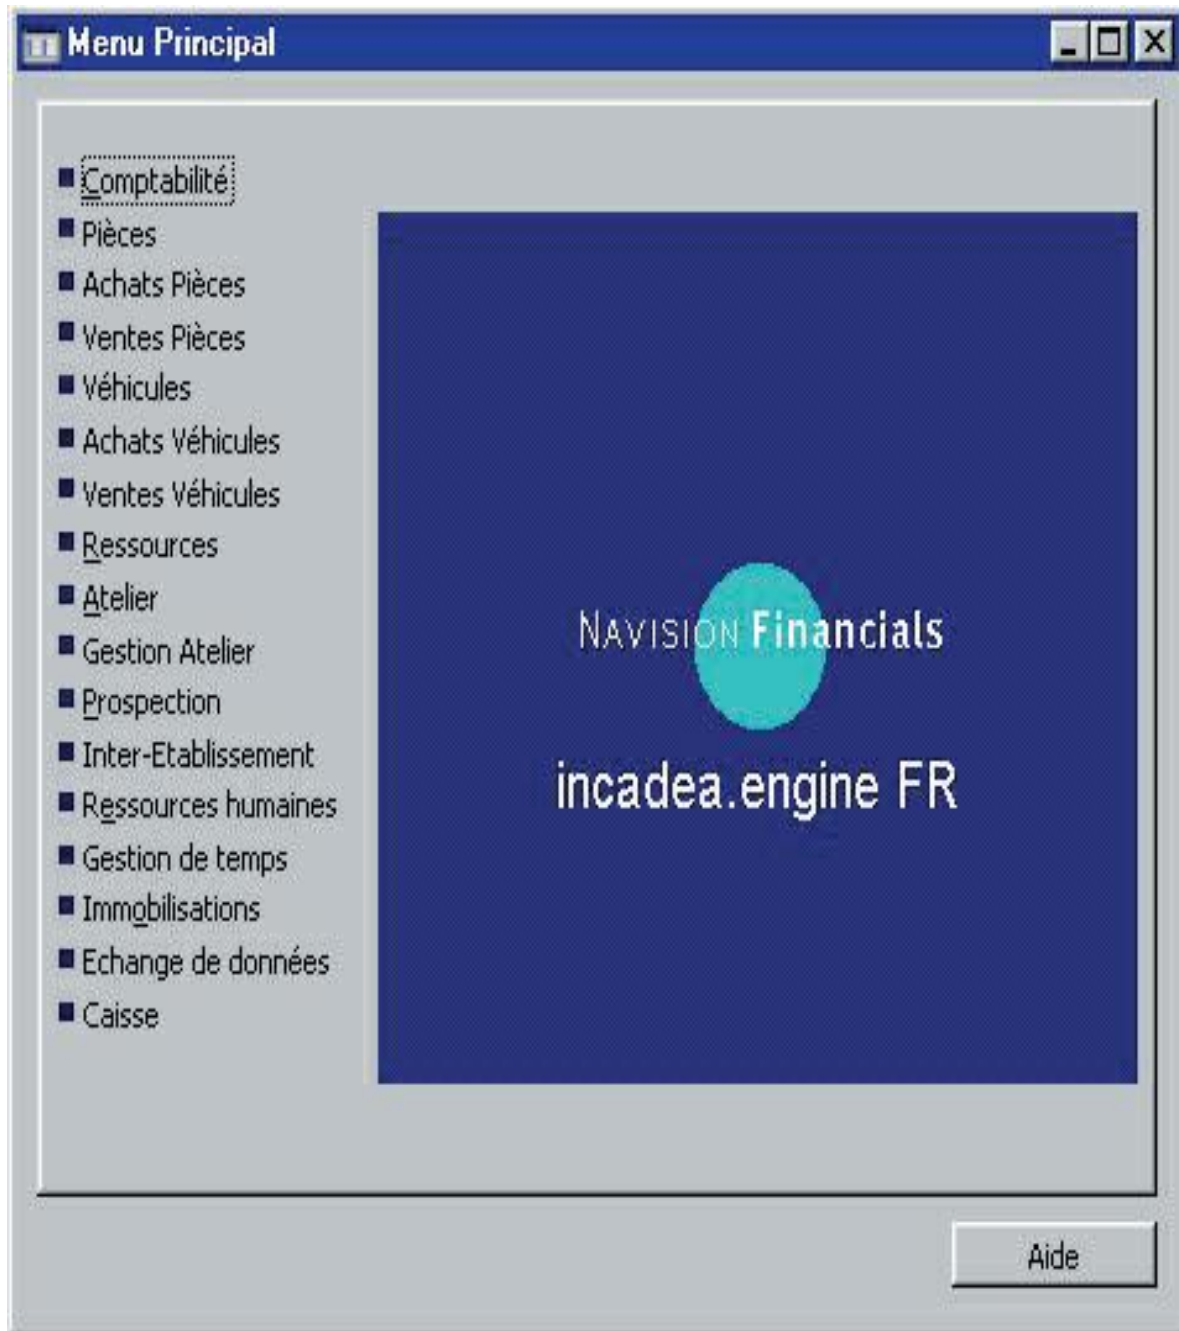 Menu Principal
Comptabilité
Pièces
Achats Pièces
Ventes Pièces
Véhicules
Achats Véhicules
Ventes Véhicules
Ressources
Atelier
Gestion Atelier
Prospection
Inter-Etablissement
Ressources humaines
Gestion de temps
Immobilisations
Echange de données
Caisse
NAVISION Financials
incadea.engine FR
Aide